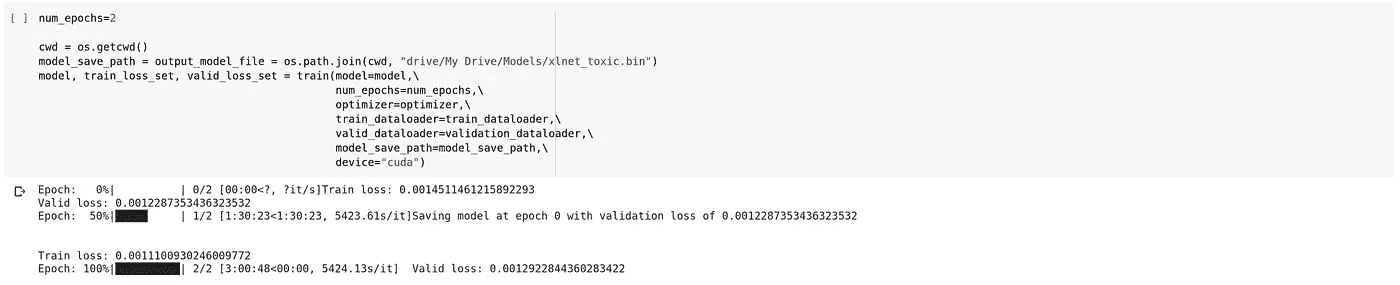 [ ] num_epochs=2
cwd = os.getcwd()
model_save_path = output_model_file = os.path.join(cwd, "drive/My Drive/Models/xlnet_toxic.bin")
model, train_loss_set, valid_loss_set = train(model=model,\
num_epochs=num_epochs,\
optimizer=optimizer,\
train_dataloader=train_dataloader,\
valid_dataloader=validation_dataloader,\
model_save_path=model_save_path,\
device="cuda")
Epoch:   0%|          | 0/2 [00:00<?, ?it/s]Train loss: 0.0014511461215892293
Valid loss: 0.0012287353436323532
Epoch:  50%|█████     | 1/2 [1:30:23<1:30:23, 5423.61s/it]Saving model at epoch 0 with validation loss of 0.0012287353436323532
Train loss: 0.0011100930246009772
Epoch: 100%|██████████| 2/2 [3:00:48<00:00, 5424.13s/it]  Valid loss: 0.0012922844360283422